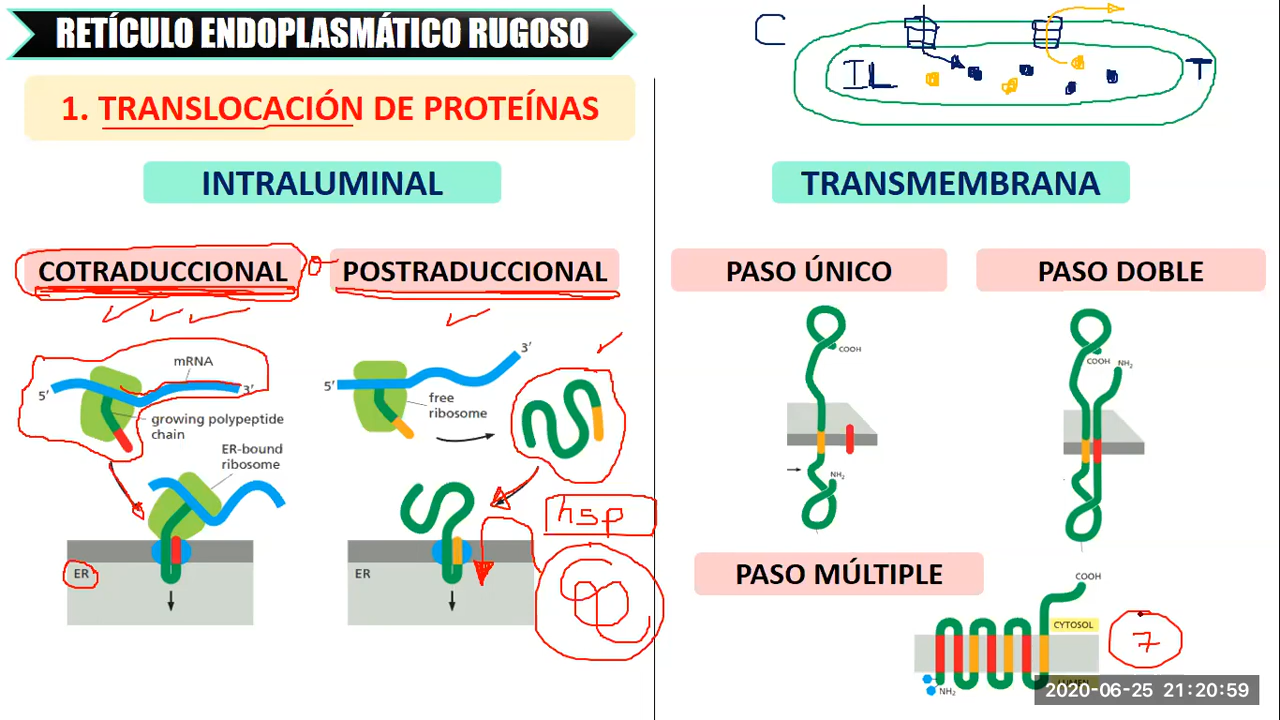 RETÍCULO ENDOPLASMÁTICO RUGOSO
C
IL
T
1. TRANSLOCACIÓN DE PROTEÍNAS
INTRALUMINAL
TRANSMEMBRANA
COTRADUCCIONAL
POSTRADUCCIONAL
PASO ÚNICO
PASO DOBLE
mRNA
5'
3'
growing polypeptide
chain
ER-bound
ribosome
ER
5'
3'
free
ribosome
hsp
ER
COOH
NH₂
COOH
NH₂
PASO MÚLTIPLE
COOH
CYTOSOL
7
LUMEN
NH₂
2020-06-25 21:20:59